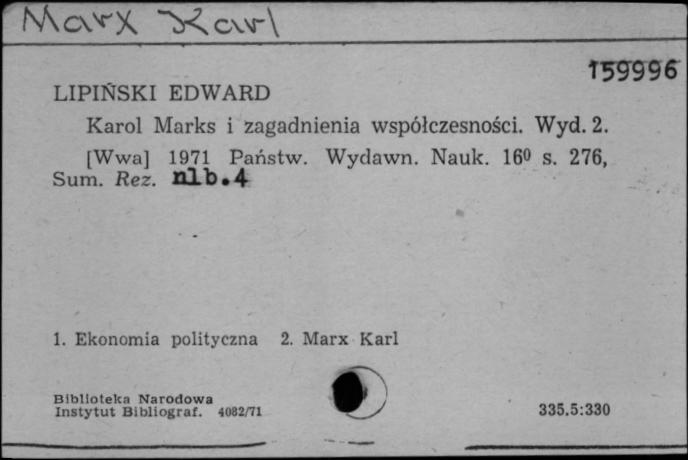 Marx Karl
159996
LIPIŃSKI EDWARD
Karol Marks i zagadnienia współczesności. Wyd. 2.
[Wwa] 1971 Państw. Wydawn. Nauk. 16⁰ s. 276,
Sum. Rez. nlb.4
1. Ekonomia polityczna 2. Marx Karl
Biblioteka Narodowa
Instytut Bibliograf. 4082/71
335.5:330